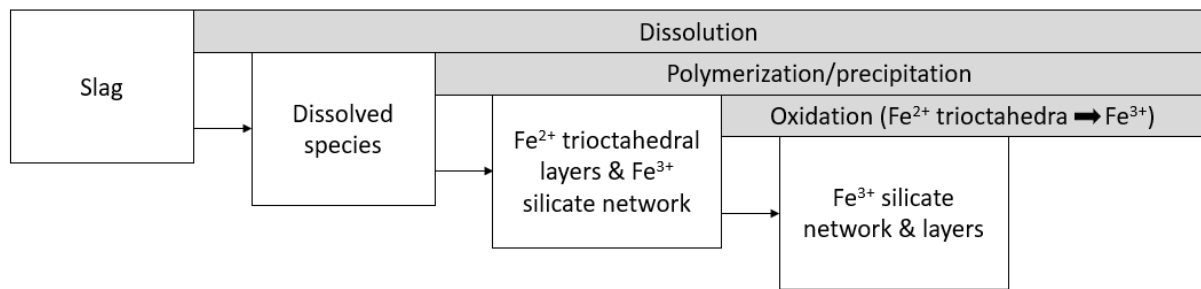 Dissolution
Slag
Polymerization/precipitation
Dissolved
species
Oxidation (Fe²⁺ trioctahedra ➡ Fe³⁺)
Fe²⁺ trioctahedral
layers & Fe³⁺
silicate network
Fe³⁺ silicate
network & layers